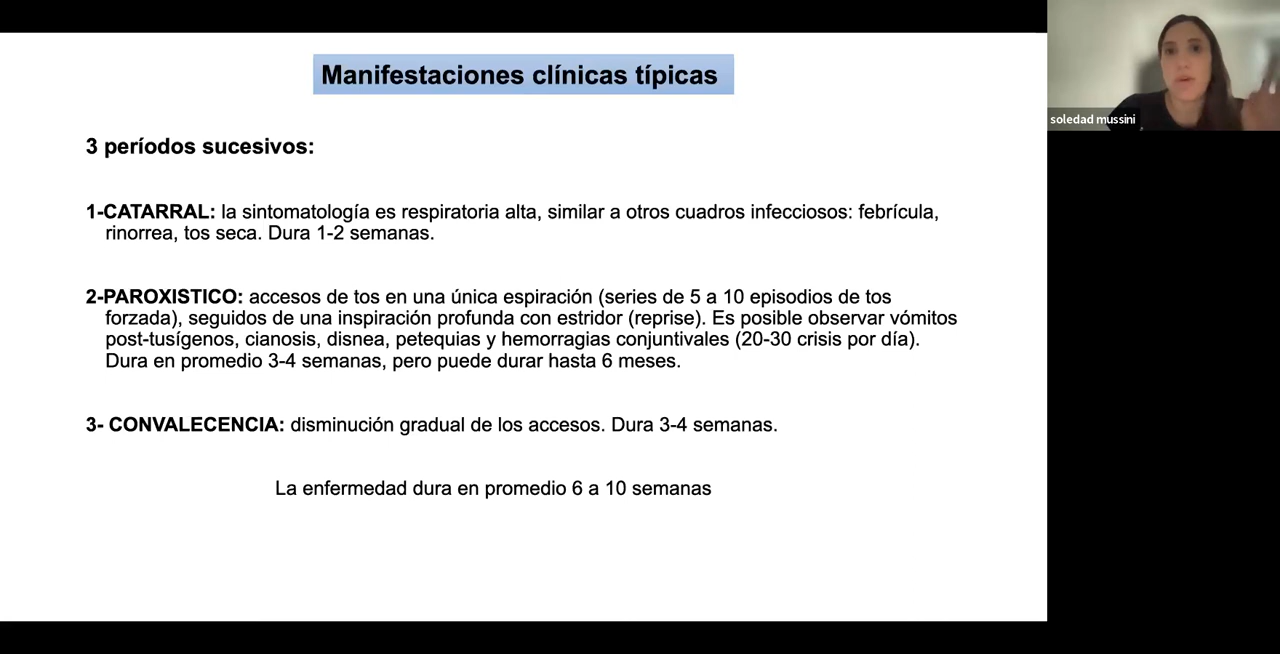 Manifestaciones clínicas típicas
soledad mussini
3 períodos sucesivos:
1-CATARRAL: la sintomatología es respiratoria alta, similar a otros cuadros infecciosos: febrícula,
rinorrea, tos seca. Dura 1-2 semanas.
2-PAROXISTICO: accesos de tos en una única espiración (series de 5 a 10 episodios de tos
forzada), seguidos de una inspiración profunda con estridor (reprise). Es posible observar vómitos
post-tusígenos, cianosis, disnea, petequias y hemorragias conjuntivales (20-30 crisis por día).
Dura en promedio 3-4 semanas, pero puede durar hasta 6 meses.
3- CONVALECENCIA: disminución gradual de los accesos. Dura 3-4 semanas.
La enfermedad dura en promedio 6 a 10 semanas